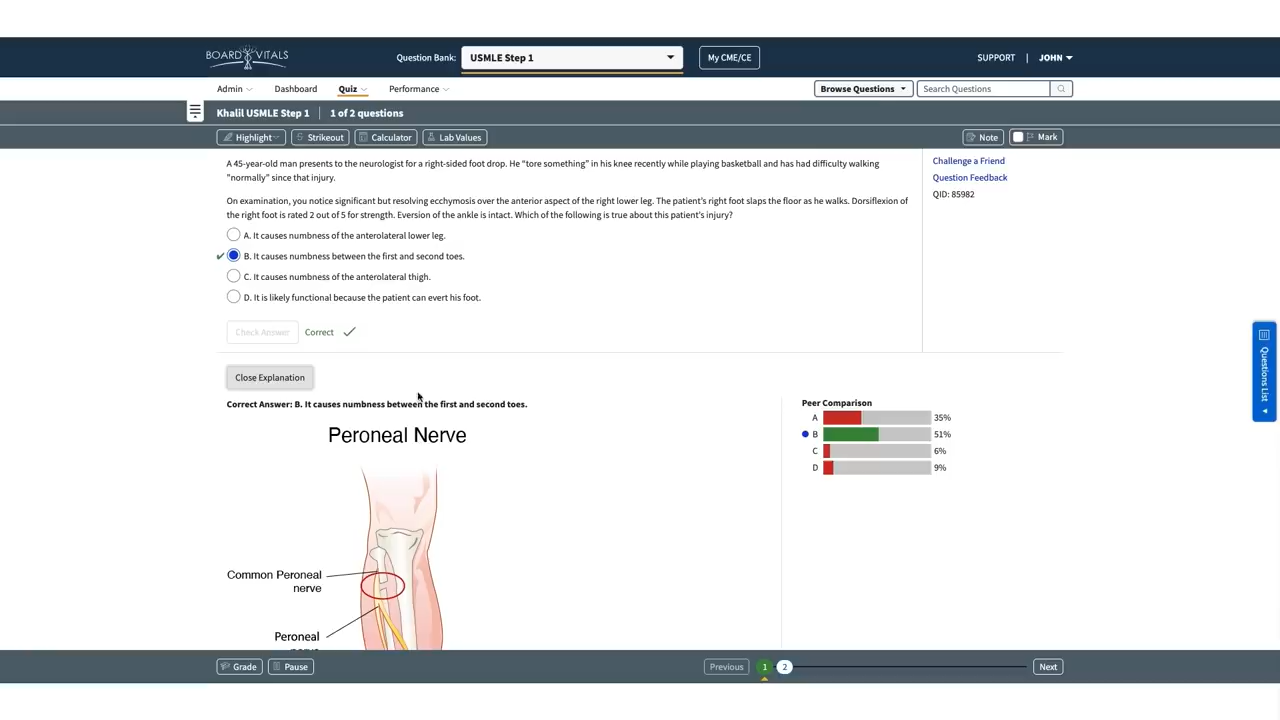 BOARD VITALS
Question Bank:
USMLE Step 1
My CME/CE
SUPPORT | JOHN
Admin
Dashboard
Quiz
Performance
Browse Questions
Search Questions
Khalil USMLE Step 1 | 1 of 2 questions
Highlight
Strikeout
Calculator
Lab Values
Note
Mark
A 45-year-old man presents to the neurologist for a right-sided foot drop. He “tore something” in his knee recently while playing basketball and has had difficulty walking
"normally” since that injury.
On examination, you notice significant but resolving ecchymosis over the anterior aspect of the right lower leg. The patient's right foot slaps the floor as he walks. Dorsiflexion of
the right foot is rated 2 out of 5 for strength. Eversion of the ankle is intact. Which of the following is true about this patient's injury?
A. It causes numbness of the anterolateral lower leg.
B. It causes numbness between the first and second toes.
C. It causes numbness of the anterolateral thigh.
D. It is likely functional because the patient can evert his foot.
Check Answer
Correct
Challenge a Friend
Question Feedback
QID: 85982
Questions List
Close Explanation
Correct Answer: B. It causes numbness between the first and second toes.
Peroneal Nerve
Common Peroneal
nerve
Peroneal
Peer Comparison
A 35%
B 51%
C 6%
D 9%
Grade
Pause
Previous
1
2
Next